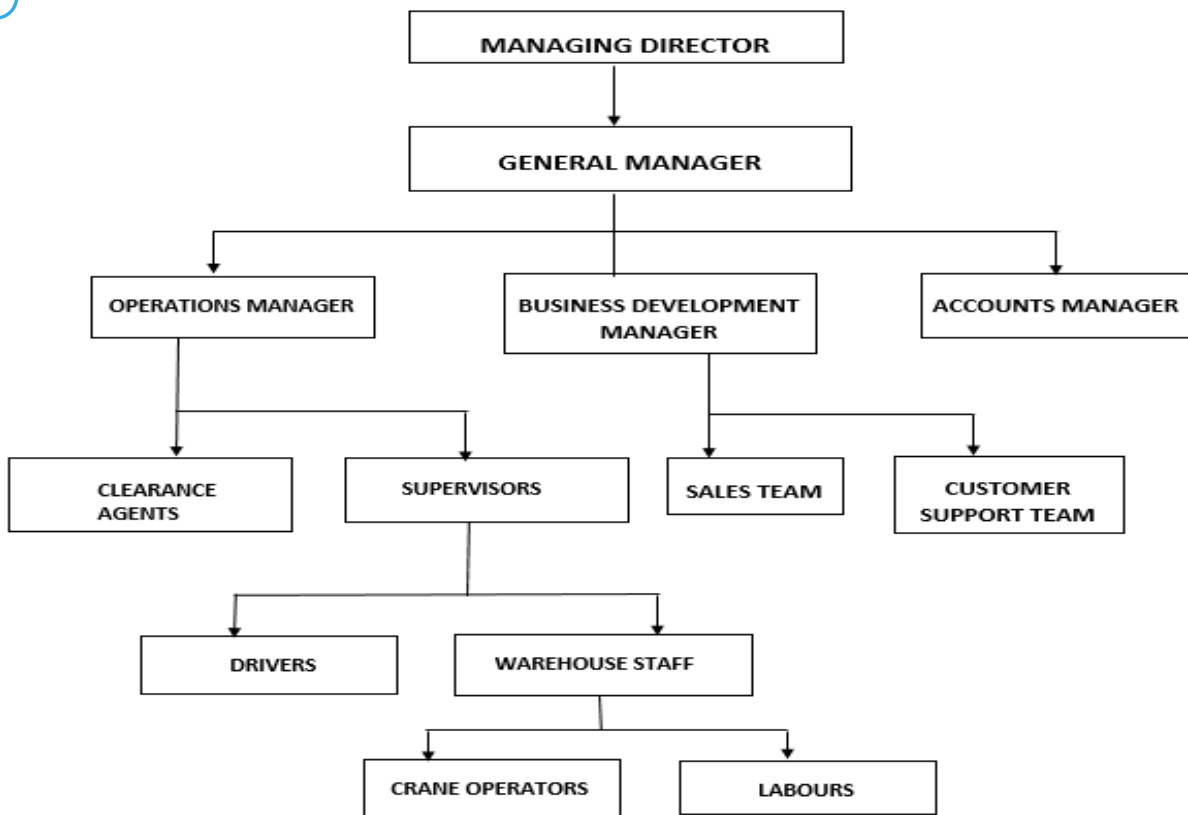 MANAGING DIRECTOR
GENERAL MANAGER
OPERATIONS MANAGER
BUSINESS DEVELOPMENT
MANAGER
ACCOUNTS MANAGER
CLEARANCE
AGENTS
SUPERVISORS
SALES TEAM
CUSTOMER
SUPPORT TEAM
DRIVERS
WAREHOUSE STAFF
CRANE OPERATORS
LABOURS